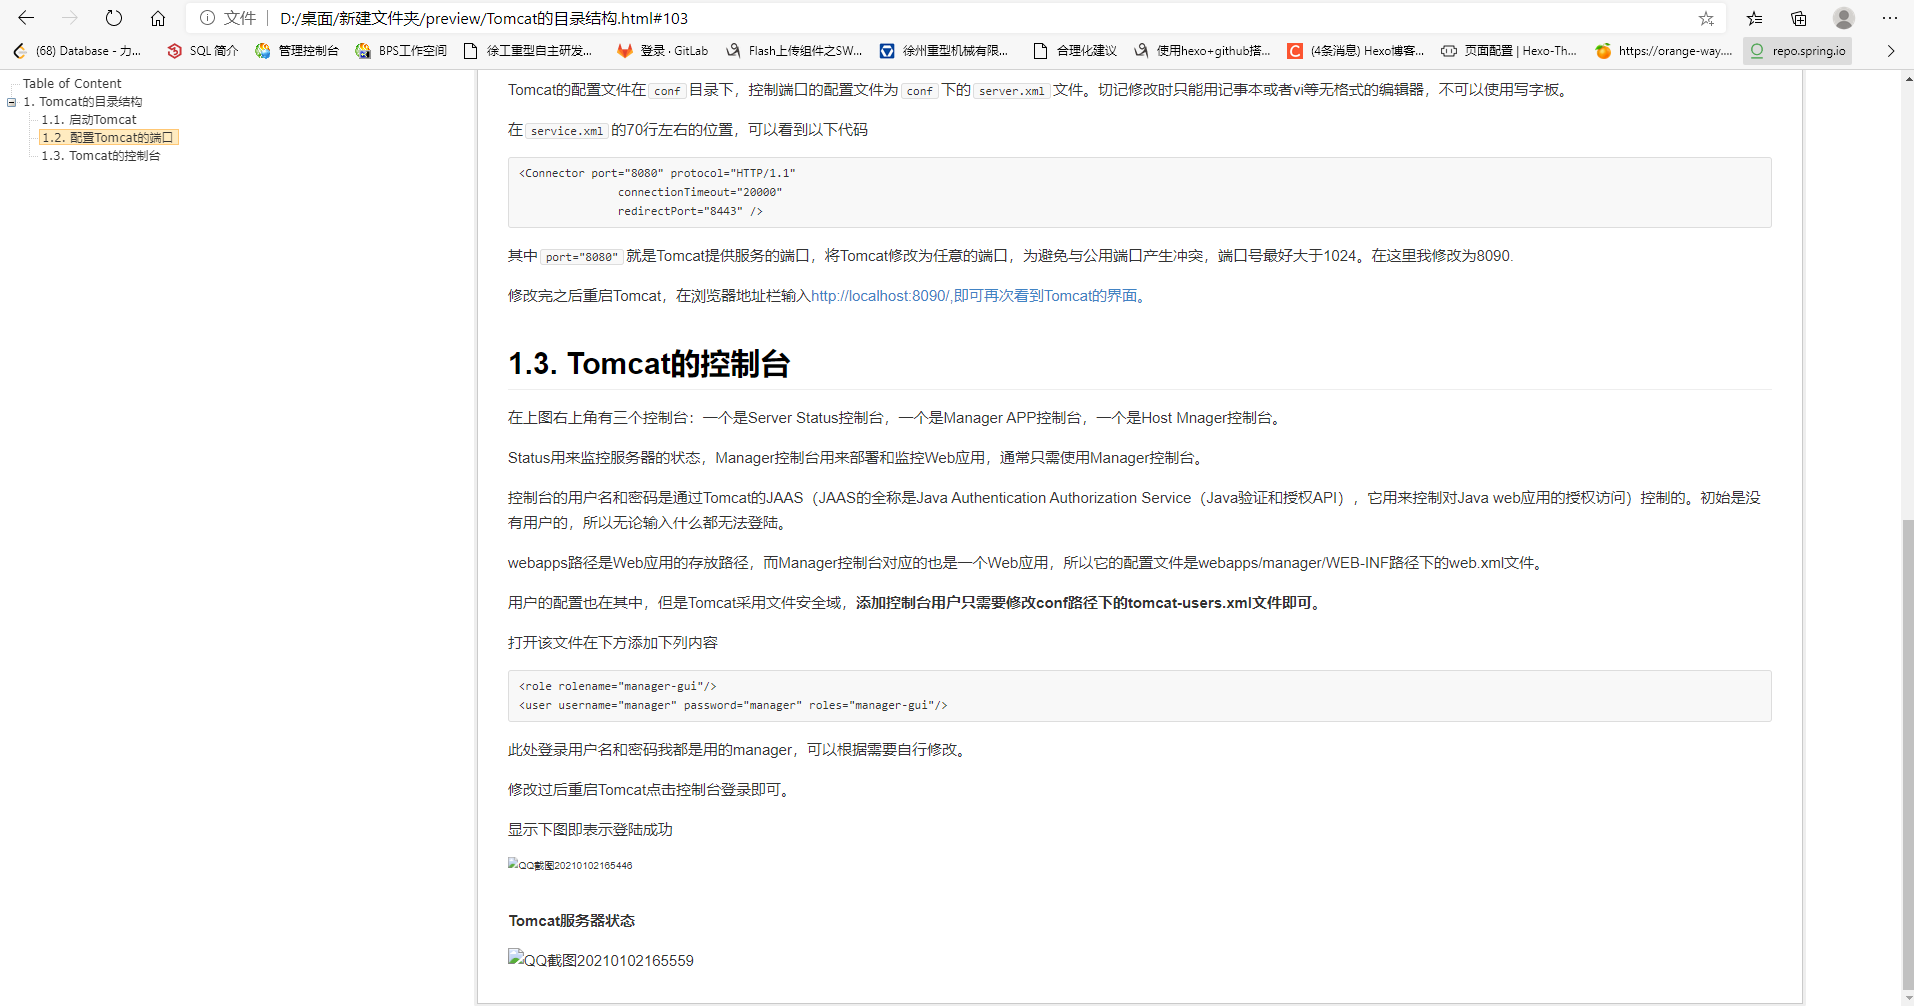 文件
D:/桌面/新建文件夹/preview/Tomcat的目录结构.html#103
(68) Database - 力...
SQL 简介
管理控制台
BPS工作空间
徐工重型自主研发...
登录 · GitLab
Flash上传组件之SW...
徐州重型机械有限...
合理化建议
使用hexo+github搭...
(4条消息) Hexo博客...
页面配置 | Hexo-Th...
https://orange-way....
repo.spring.io
Table of Content
1. Tomcat的目录结构
1.1. 启动Tomcat
1.2. 配置Tomcat的端口
1.3. Tomcat的控制台
Tomcat的配置文件在 conf 目录下，控制端口的配置文件为 conf 下的 server.xml 文件。切记修改时只能用记事本或者vi等无格式的编辑器，不可以使用写字板。
在 service.xml 的70行左右的位置，可以看到以下代码
<Connector port="8080" protocol="HTTP/1.1"
connectionTimeout="20000"
redirectPort="8443" />
其中 port="8080" 就是Tomcat提供服务的端口，将Tomcat修改为任意的端口，为避免与公用端口产生冲突，端口号最好大于1024。在这里我修改为8090.
修改完之后重启Tomcat，在浏览器地址栏输入http://localhost:8090/,即可再次看到Tomcat的界面。
1.3. Tomcat的控制台
在上图右上角有三个控制台：一个是Server Status控制台，一个是Manager APP控制台，一个是Host Mnager控制台。
Status用来监控服务器的状态，Manager控制台用来部署和监控Web应用，通常只需使用Manager控制台。
控制台的用户名和密码是通过Tomcat的JAAS（JAAS的全称是Java Authentication Authorization Service（Java验证和授权API），它用来控制对Java web应用的授权访问）控制的。初始是没
有用户的，所以无论输入什么都无法登陆。
webapps路径是Web应用的存放路径，而Manager控制台对应的也是一个Web应用，所以它的配置文件是webapps/manager/WEB-INF路径下的web.xml文件。
用户的配置也在其中，但是Tomcat采用文件安全域，添加控制台用户只需要修改conf路径下的tomcat-users.xml文件即可。
打开该文件在下方添加下列内容
<role rolename="manager-gui"/>
<user username="manager" password="manager" roles="manager-gui"/>
此处登录用户名和密码我都是用的manager，可以根据需要自行修改。
修改过后重启Tomcat点击控制台登录即可。
显示下图即表示登陆成功
QQ截图20210102165446
Tomcat服务器状态
QQ截图20210102165559